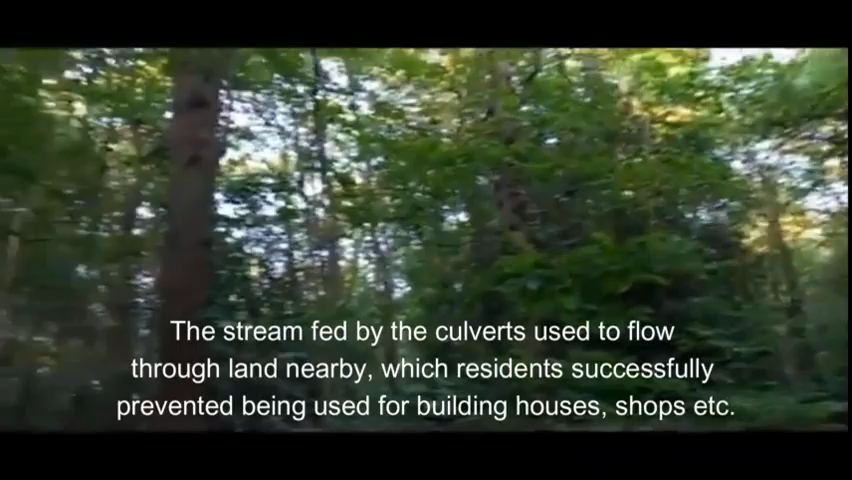 The stream fed by the culverts used to flow
through land nearby, which residents successfully
prevented being used for building houses, shops etc.